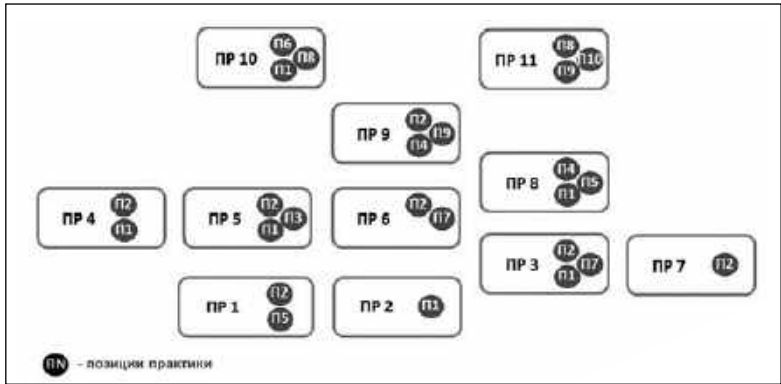 ПР 10 П6 П8 П1
ПР 11 П8 П10 П9
ПР 9 П2 П9 П4
ПР 8 П4 П5 П1
ПР 4 П2 П1
ПР 5 П2 П3 П1
ПР 6 П2 П7
ПР 3 П2 П7 П1
ПР 7 П2
ПР 1 П2 П5
ПР 2 П1
ПN - позиции практики